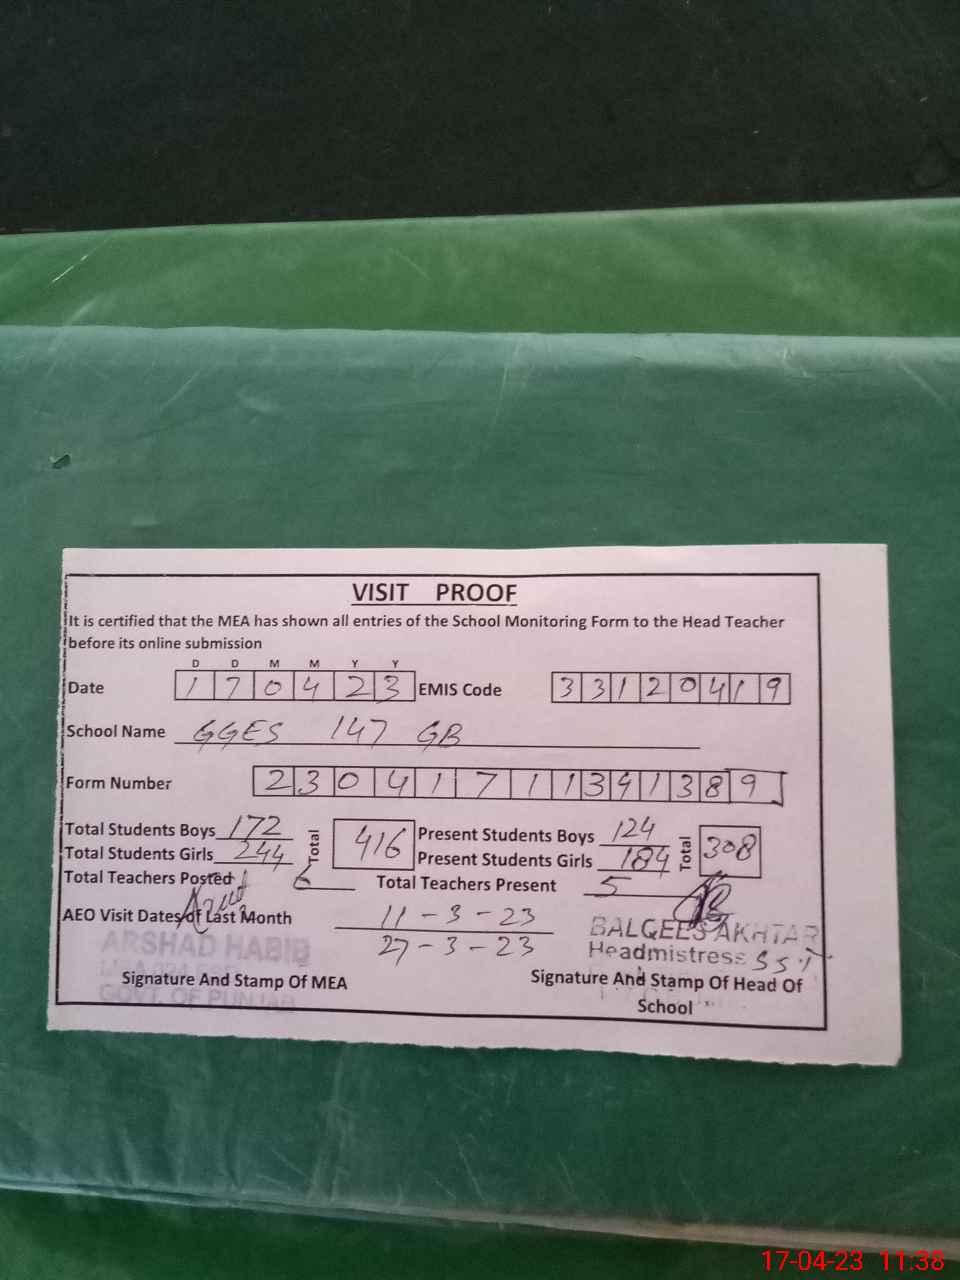 VISIT PROOF
It is certified that the MEA has shown all entries of the School Monitoring Form to the Head Teacher
before its online submission
D D M M Y Y
Date 1 7 0 4 2 3 EMIS Code 3 3 1 2 0 4 1 9
School Name GGES 147 GB
Form Number 2 3 0 4 1 7 1 1 3 9 1 3 8 9
Total Students Boys 172 Total 416 Present Students Boys 124 Total 308
Total Students Girls 244 Present Students Girls 184
Total Teachers Posted 6 Total Teachers Present 5
AEO Visit Dates of Last Month 11-3-23
27-3-23
ARSHAD HABIB
GOVT. OF PUNJAB
BALQEES AKHTAR
Headmistress SST
Signature And Stamp Of MEA
Signature And Stamp Of Head Of
School
17-04-23 11:38